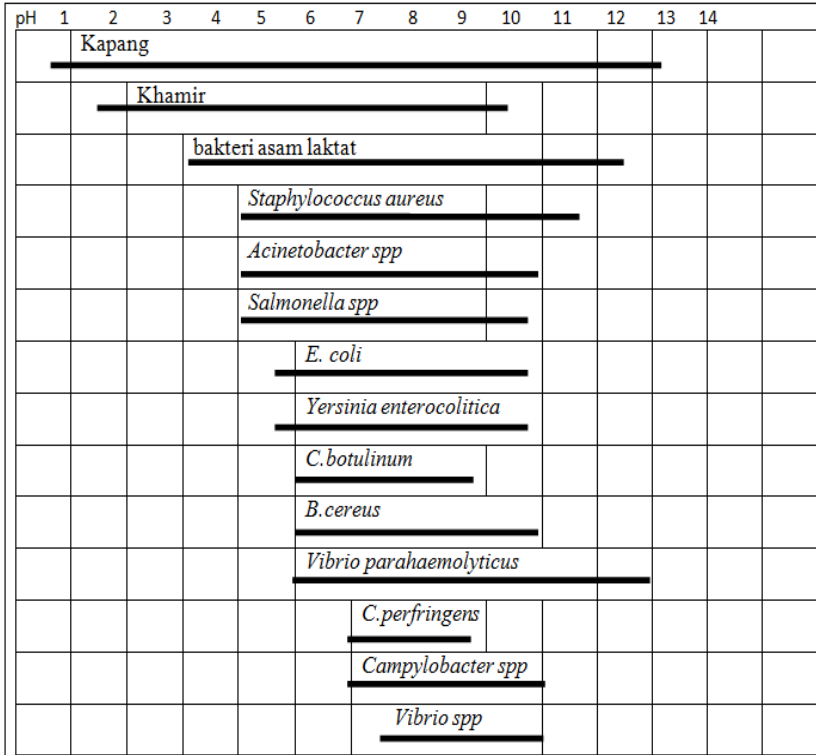 pH 1 2 3 4 5 6 7 8 9 10 11 12 13 14
Kapang
Khamir
bakteri asam laktat
Staphylococcus aureus
Acinetobacter spp
Salmonella spp
E. coli
Yersinia enterocolitica
C.botulinum
B.cereus
Vibrio parahaemolyticus
C.perfringens
Campylobacter spp
Vibrio spp